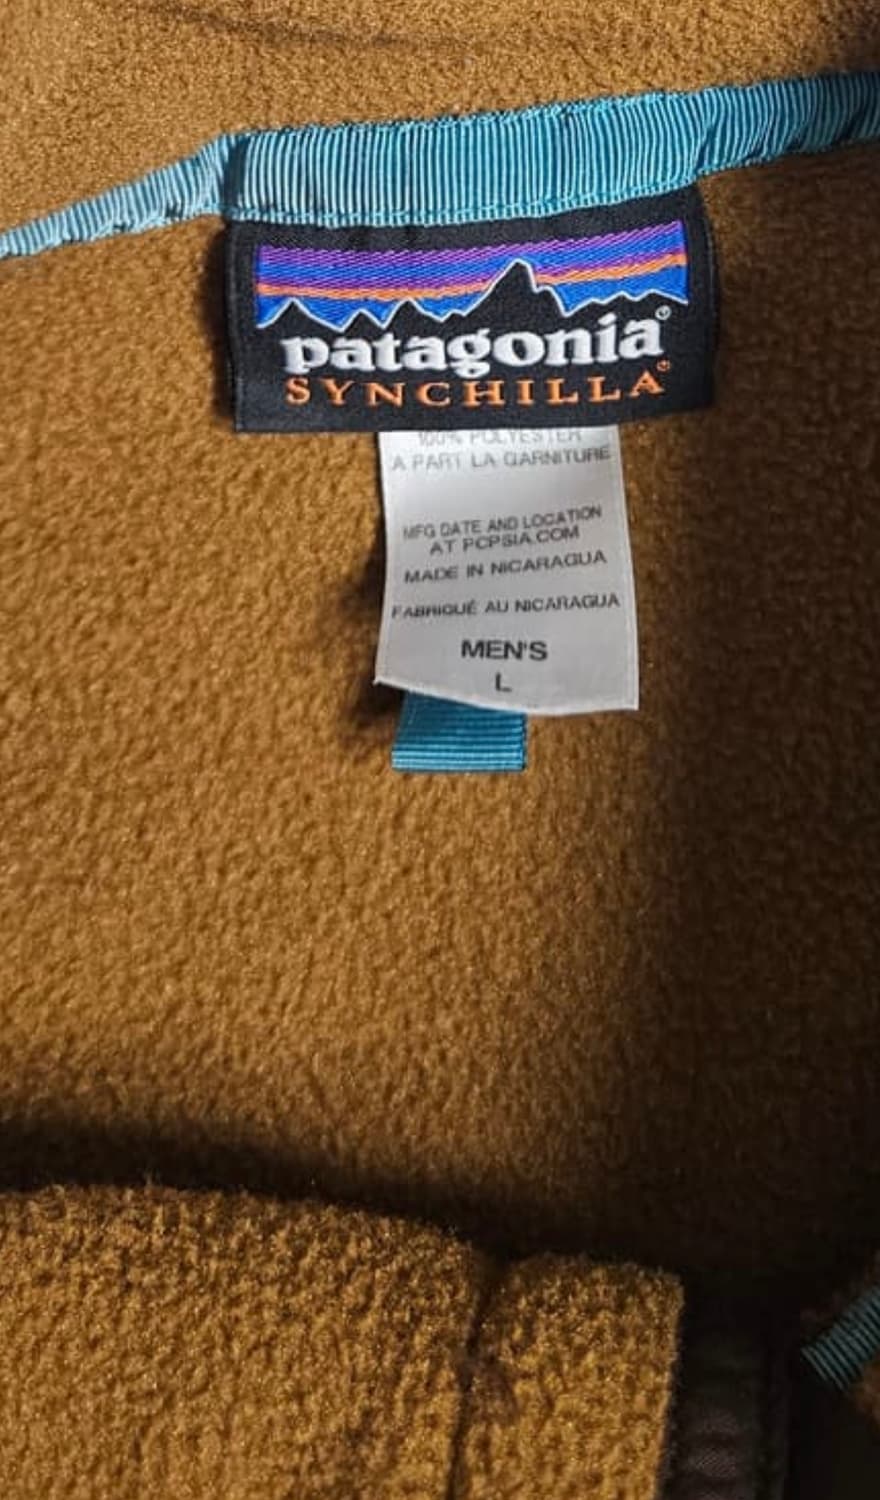 patagonia®
SYNCHILLA®
100% POLYESTER
A PART LA GARNITURE
MFG DATE AND LOCATION
AT PCPSIA.COM
MADE IN NICARAGUA
FABRIQUÉ AU NICARAGUA
MEN'S
L